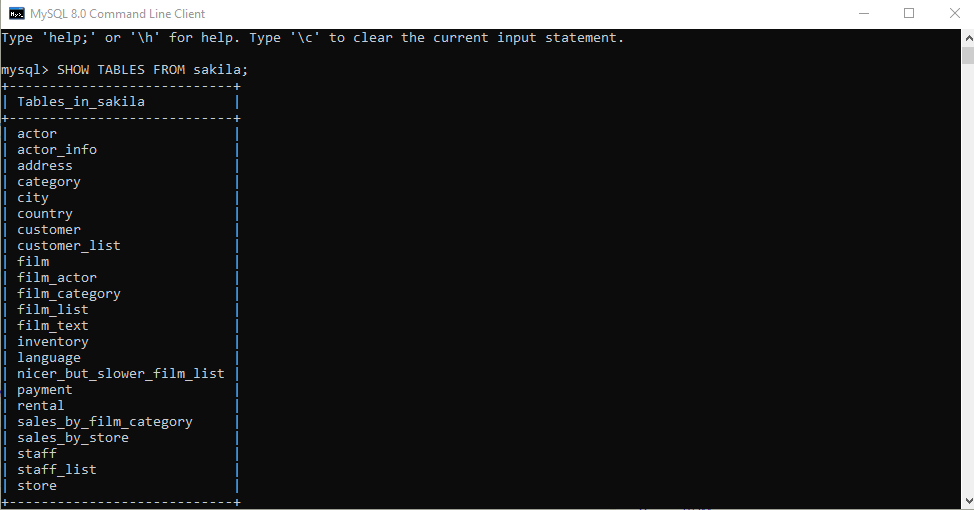 MySQL 8.0 Command Line Client
Type 'help;' or '\h' for help. Type '\c' to clear the current input statement.
mysql> SHOW TABLES FROM sakila;
+----------------------------+
| Tables_in_sakila           |
+----------------------------+
| actor                      |
| actor_info                 |
| address                    |
| category                   |
| city                       |
| country                    |
| customer                   |
| customer_list              |
| film                       |
| film_actor                 |
| film_category              |
| film_list                  |
| film_text                  |
| inventory                  |
| language                   |
| nicer_but_slower_film_list |
| payment                    |
| rental                     |
| sales_by_film_category     |
| sales_by_store             |
| staff                      |
| staff_list                 |
| store                      |
+----------------------------+